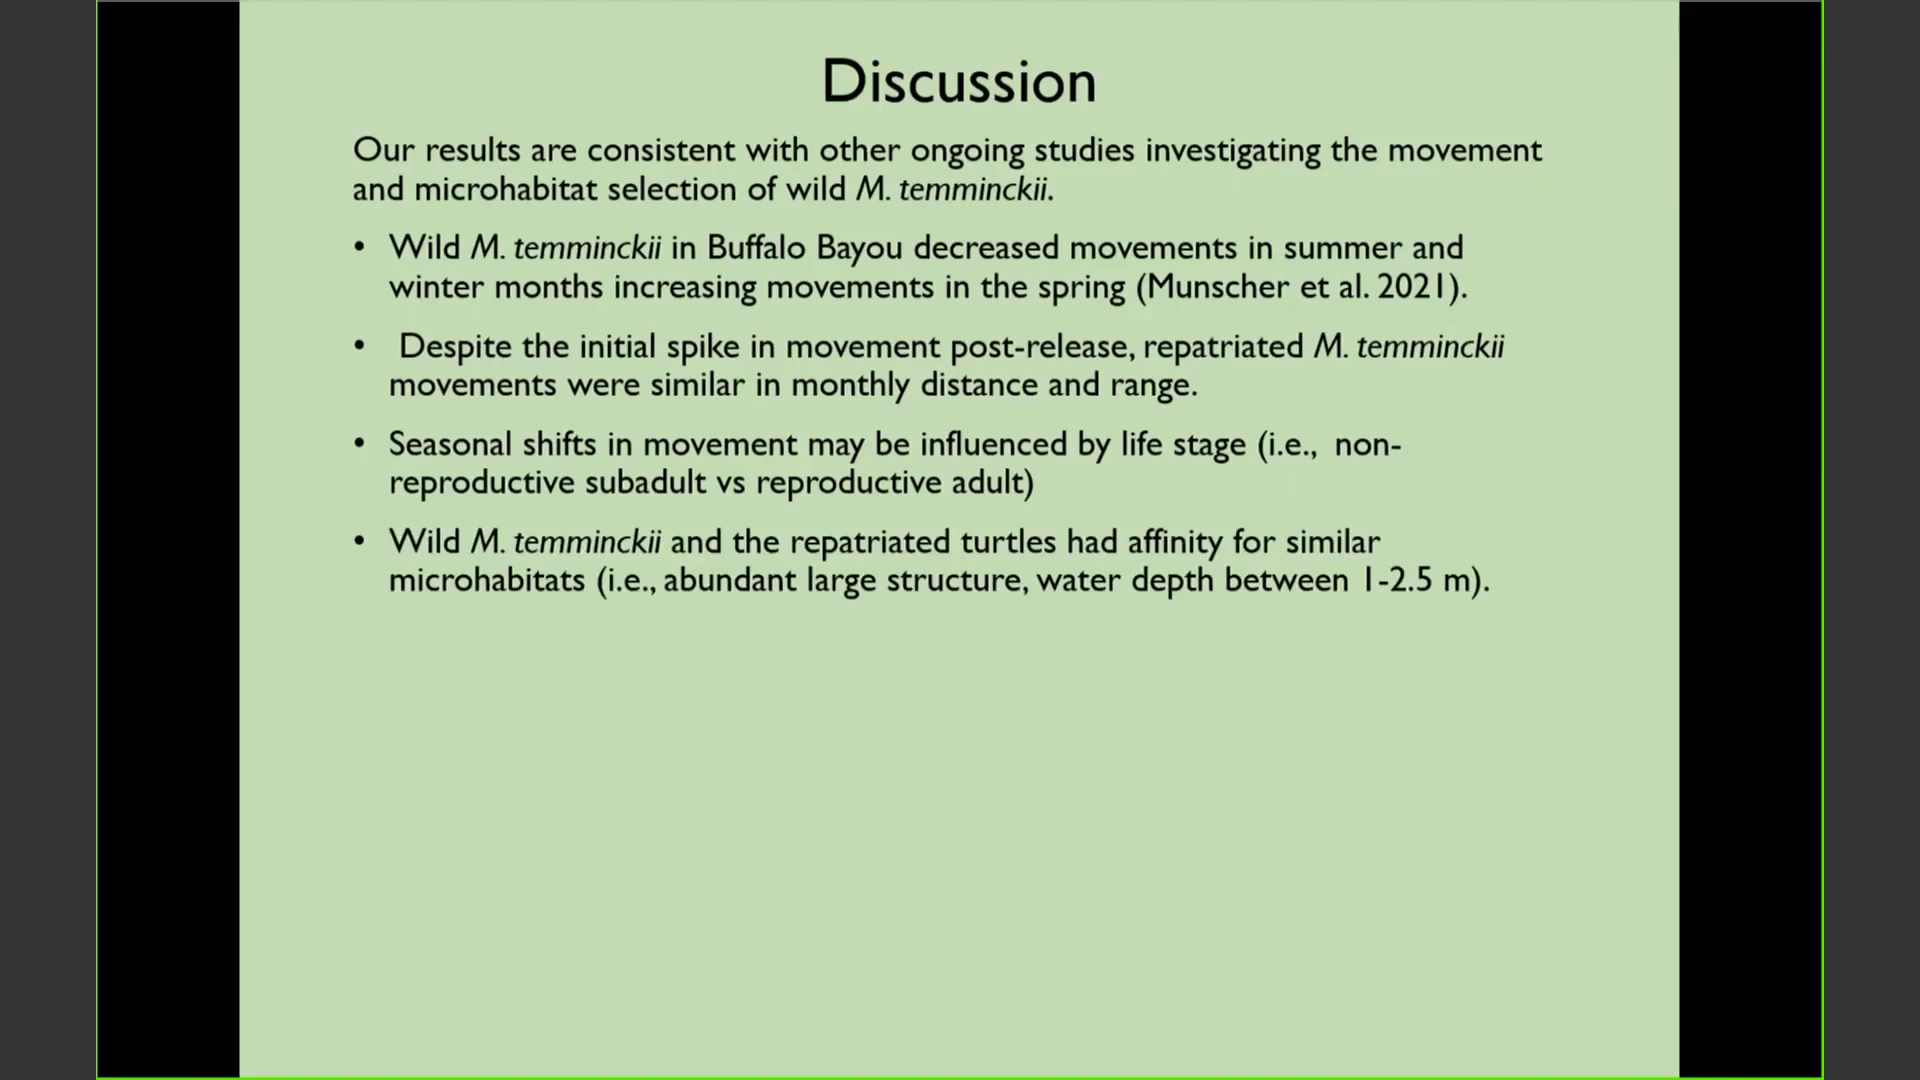 Discussion
Our results are consistent with other ongoing studies investigating the movement
and microhabitat selection of wild M. temminckii.
• Wild M. temminckii in Buffalo Bayou decreased movements in summer and
winter months increasing movements in the spring (Munscher et al. 2021).
• Despite the initial spike in movement post-release, repatriated M. temminckii
movements were similar in monthly distance and range.
• Seasonal shifts in movement may be influenced by life stage (i.e., non-
reproductive subadult vs reproductive adult)
• Wild M. temminckii and the repatriated turtles had affinity for similar
microhabitats (i.e., abundant large structure, water depth between 1-2.5 m).